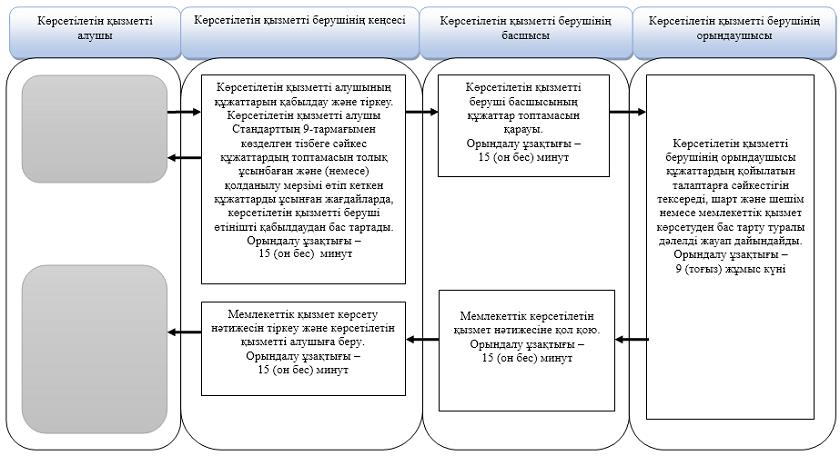 Көрсетілетін қызметті
алушы
Көрсетілетін қызметті берушінің кеңсесі
Көрсетілетін қызметті берушінің
басшысы
Көрсетілетін қызметті берушінің
орындаушысы
Көрсетілетін қызметті алушының
құжаттарын қабылдау және тіркеу.
Көрсетілетін қызметті алушы
Стандарттың 9-тармағымен
көзделген тізбеге сәйкес
құжаттардың топтамасын толық
ұсынбаған және (немесе)
қолданылу мерзімі өтіп кеткен
құжаттарды ұсынған жағдайларда,
көрсетілетін қызметті беруші
өтінішті қабылдаудан бас тартады.
Орындалу ұзақтығы –
15 (он бес) минут
Көрсетілетін қызметті
беруші басшысының
құжаттар топтамасын
қарауы.
Орындалу ұзақтығы –
15 (он бес) минут
Көрсетілетін қызметті
берушінің орындаушысы
құжаттардың қойылатын
талаптарға сәйкестігін
тексереді, шарт және шешім
немесе мемлекеттік қызмет
көрсетуден бас тарту туралы
дәлелді жауап дайындайды.
Орындалу ұзақтығы –
9 (тоғыз) жұмыс күні
Мемлекеттік көрсетілетін
қызмет нәтижесіне қол қою.
Орындалу ұзақтығы –
15 (он бес) минут
Мемлекеттік қызмет көрсету
нәтижесін тіркеу және көрсетілетін
қызметті алушыға беру.
Орындалу ұзақтығы –
15 (он бес) минут